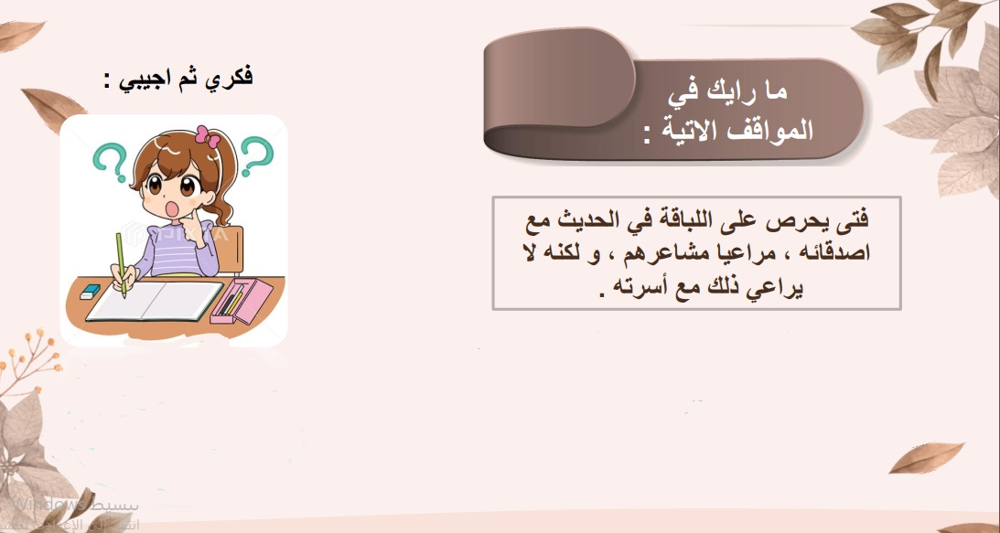 ما رايك في
المواقف الاتية :
فكري ثم اجيبي :
فتى يحرص على اللباقة في الحديث مع
اصدقائه ، مراعيا مشاعرهم ، و لكنه لا
يراعي ذلك مع أسرته .
Windows